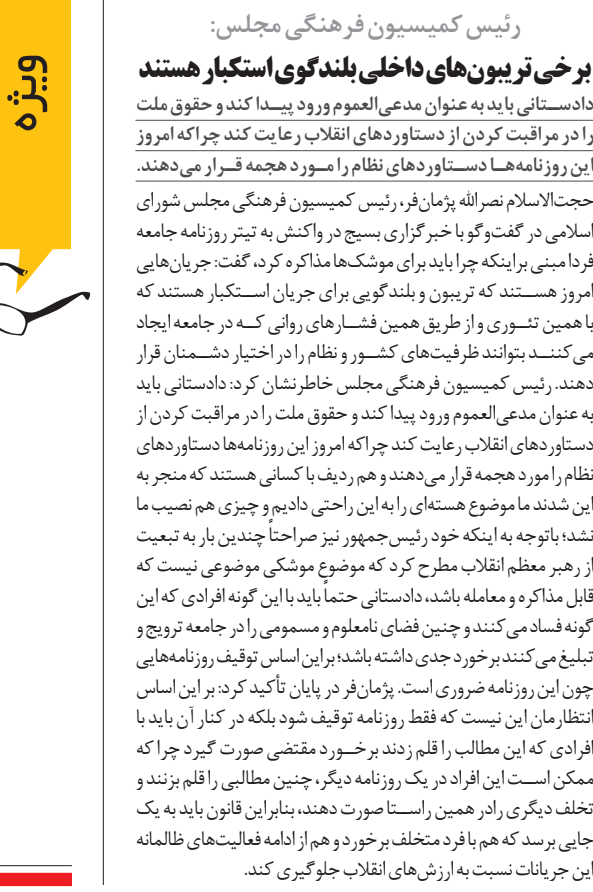 ویژه
رئیس کمیسیون فرهنگی مجلس:
برخی تریبون‌های داخلی بلندگوی استکبار هستند
دادستانی باید به عنوان مدعی‌العموم ورود پیدا کند و حقوق ملت
را در مراقبت کردن از دستاوردهای انقلاب رعایت کند چراکه امروز
این روزنامه‌ها دستاوردهای نظام را مورد هجمه قرار می‌دهند.
حجت‌الاسلام نصرالله پژمان‌فر، رئیس کمیسیون فرهنگی مجلس شورای
اسلامی در گفت‌وگو با خبرگزاری بسیج در واکنش به تیتر روزنامه جامعه
فردا مبنی براینکه چرا باید برای موشک‌ها مذاکره کرد، گفت: جریان‌هایی
امروز هستند که تریبون و بلندگویی برای جریان استکبار هستند که
با همین تئوری و از طریق همین فشارهای روانی که در جامعه ایجاد
می‌کنند بتوانند ظرفیت‌های کشور و نظام را در اختیار دشمنان قرار
دهند. رئیس کمیسیون فرهنگی مجلس خاطرنشان کرد: دادستانی باید
به عنوان مدعی‌العموم ورود پیدا کند و حقوق ملت را در مراقبت کردن از
دستاوردهای انقلاب رعایت کند چراکه امروز این روزنامه‌ها دستاوردهای
نظام را مورد هجمه قرار می‌دهند و هم ردیف با کسانی هستند که منجر به
این شدند ما موضوع هسته‌ای را به این راحتی دادیم و چیزی هم نصیب ما
نشد؛ باتوجه به اینکه خود رئیس‌جمهور نیز صراحتاً چندین بار به تبعیت
از رهبر معظم انقلاب مطرح کرد که موضوع موشکی موضوعی نیست که
قابل مذاکره و معامله باشد، دادستانی حتماً باید با این گونه افرادی که این
گونه فساد می‌کنند و چنین فضای نامعلوم و مسمومی را در جامعه ترویج و
تبلیغ می‌کنند برخورد جدی داشته باشد؛ براین اساس توقیف روزنامه‌هایی
چون این روزنامه ضروری است. پژمان‌فر در پایان تأکید کرد: بر این اساس
انتظارمان این نیست که فقط روزنامه توقیف شود بلکه در کنار آن باید با
افرادی که این مطالب را قلم زدند برخورد مقتضی صورت گیرد چرا که
ممکن است این افراد در یک روزنامه دیگر، چنین مطالبی را قلم بزنند و
تخلف دیگری رادر همین راستا صورت دهند، بنابراین قانون باید به یک
جایی برسد که هم با فرد متخلف برخورد و هم از ادامه فعالیت‌های ظالمانه
این جریانات نسبت به ارزش‌های انقلاب جلوگیری کند.